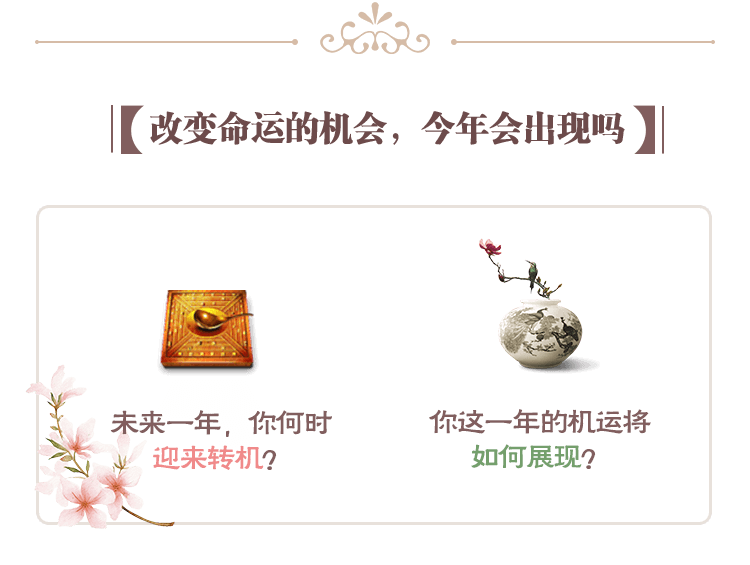 【改变命运的机会，今年会出现吗】
未来一年，你何时
迎来转机？
你这一年的机运将
如何展现？